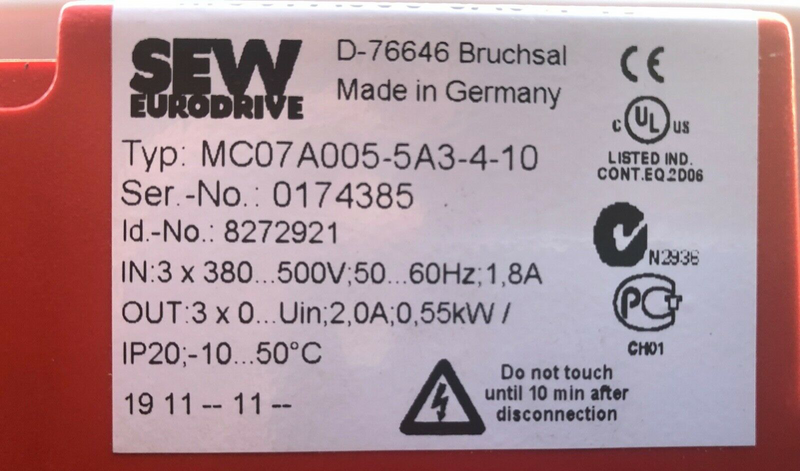 SEW
EURODRIVE
D-76646 Bruchsal
Made in Germany
CE
c UL us
LISTED IND.
CONT.EQ 2D06
Typ: MC07A005-5A3-4-10
Ser.-No.: 0174385
Id.-No.: 8272921
N2936
IN:3 x 380...500V;50...60Hz;1,8A
OUT:3 x 0...Uin;2,0A;0,55kW /
PCT
CH01
IP20;-10...50°C
Do not touch
until 10 min after
disconnection
19 11 -- 11 --